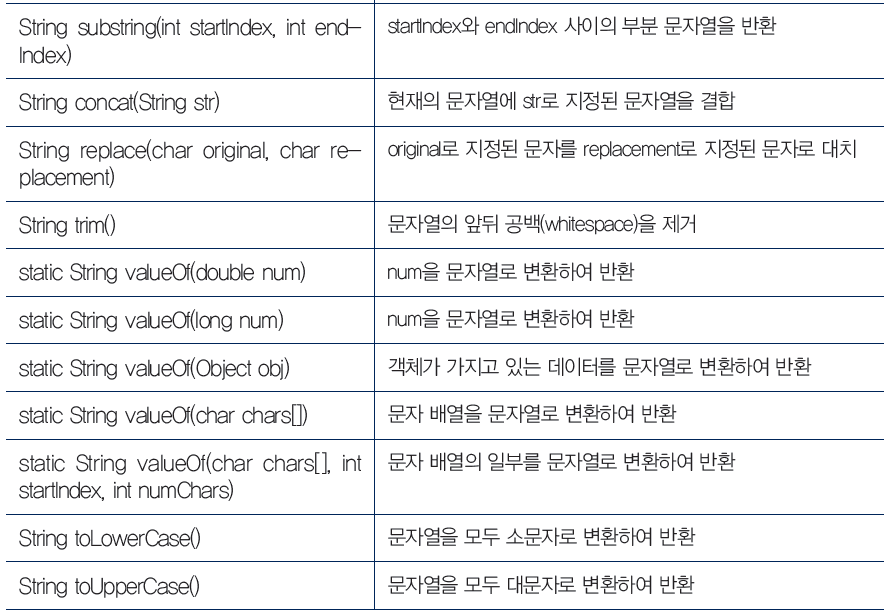 String substring(int startIndex, int end-
Index)
startIndex와 endIndex 사이의 부분 문자열을 반환
String concat(String str)
현재의 문자열에 str로 지정된 문자열을 결합
String replace(char original, char re-
placement)
original로 지정된 문자를 replacement로 지정된 문자로 대치
String trim()
문자열의 앞뒤 공백(whitespace)을 제거
static String valueOf(double num)
num을 문자열로 변환하여 반환
static String valueOf(long num)
num을 문자열로 변환하여 반환
static String valueOf(Object obj)
객체가 가지고 있는 데이터를 문자열로 변환하여 반환
static String valueOf(char chars[])
문자 배열을 문자열로 변환하여 반환
static String valueOf(char chars[], int
startIndex, int numChars)
문자 배열의 일부를 문자열로 변환하여 반환
String toLowerCase()
문자열을 모두 소문자로 변환하여 반환
String toUpperCase()
문자열을 모두 대문자로 변환하여 반환